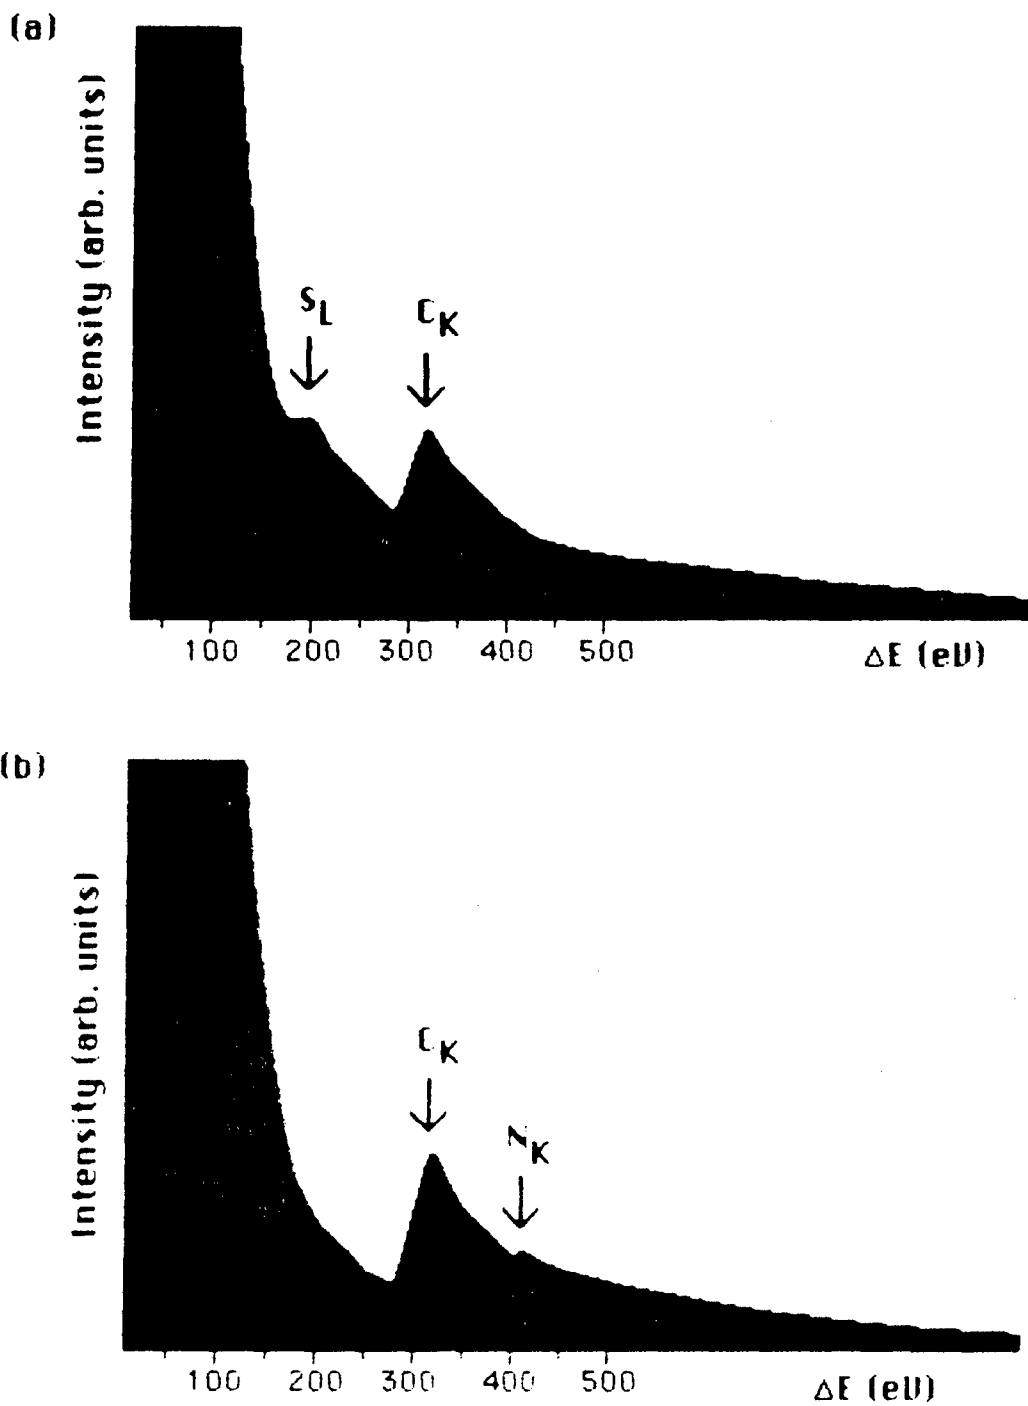 (a)
Intensity (arb. units)
S_L
C_K
100 200 300 400 500
ΔE (eV)
(b)
Intensity (arb. units)
C_K
N_K
100 200 300 400 500
ΔE (eV)